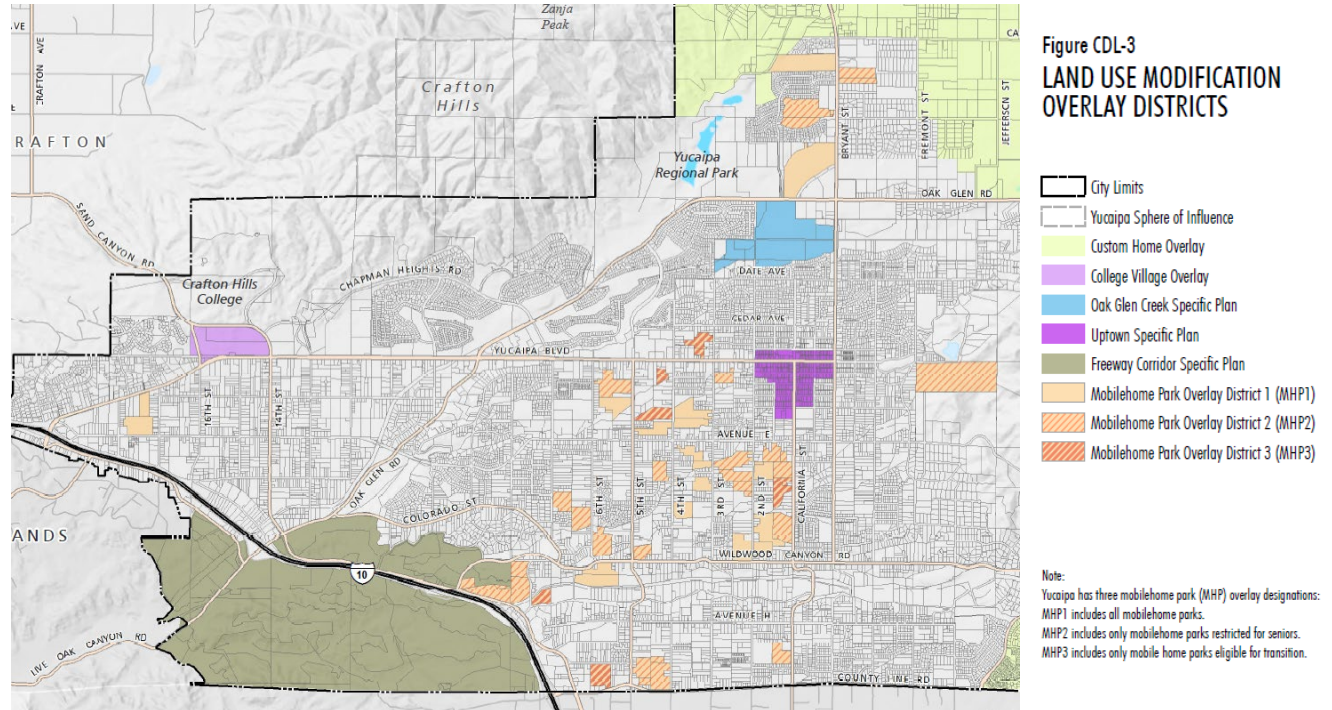 Zanja
Peak
AVE
CRAFTON AVE
Crafton
Hills
CA
RAFTON
BRYANT ST
FREMONT ST
JEFFERSON ST
Yucaipa
Regional Park
OAK GLEN RD
SAND CANYON RD
Crafton Hills
College
CHAPMAN HEIGHTS RD
DATE AVE
CEDAR AVE
YUCAIPA BLVD
16TH ST
14TH ST
AVENUE E
OAK GLEN RD
COLORADO ST
6TH ST
5TH ST
4TH ST
3RD ST
2ND ST
CALIFORNIA ST
ANDS
WILDWOOD CANYON RD
10
AVENUE H
LIVE OAK CANYON RD
COUNTY LINE RD
Figure CDL-3
LAND USE MODIFICATION
OVERLAY DISTRICTS
City Limits
Yucaipa Sphere of Influence
Custom Home Overlay
College Village Overlay
Oak Glen Creek Specific Plan
Uptown Specific Plan
Freeway Corridor Specific Plan
Mobilehome Park Overlay District 1 (MHP1)
Mobilehome Park Overlay District 2 (MHP2)
Mobilehome Park Overlay District 3 (MHP3)
Note:
Yucaipa has three mobilehome park (MHP) overlay designations:
MHP1 includes all mobilehome parks.
MHP2 includes only mobilehome parks restricted for seniors.
MHP3 includes only mobile home parks eligible for transition.